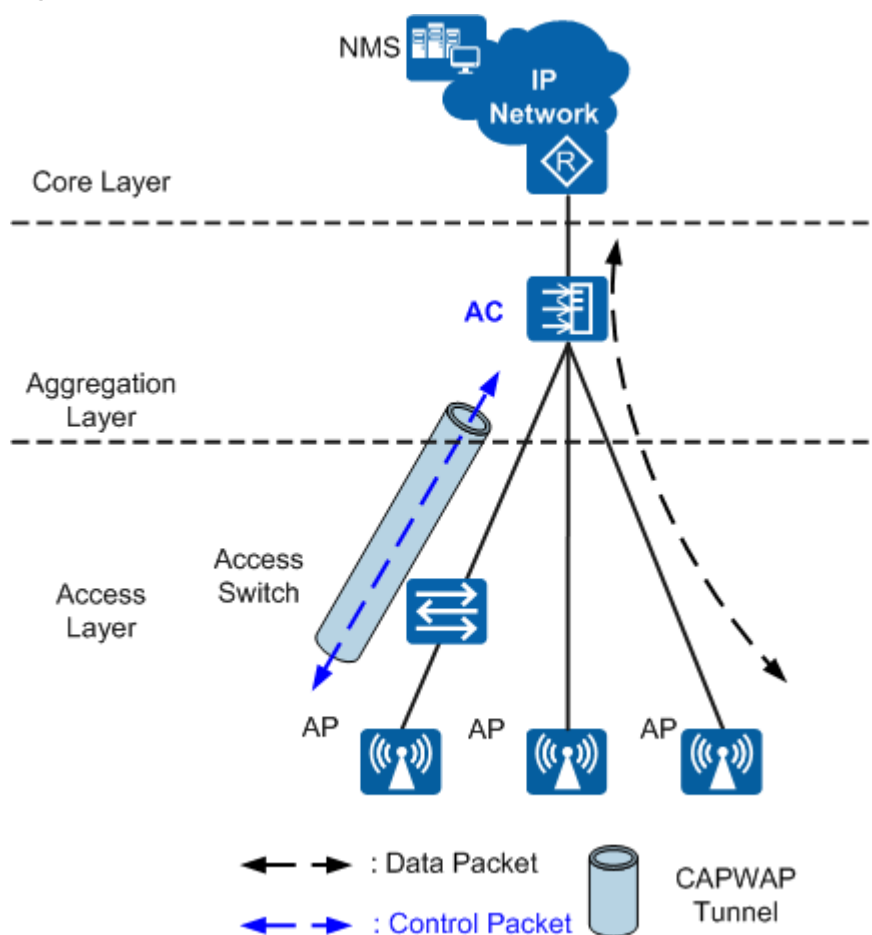 NMS
IP
Network
R
Core Layer
AC
Aggregation
Layer
Access
Switch
Access
Layer
AP
AP
AP
: Data Packet
CAPWAP
Tunnel
: Control Packet